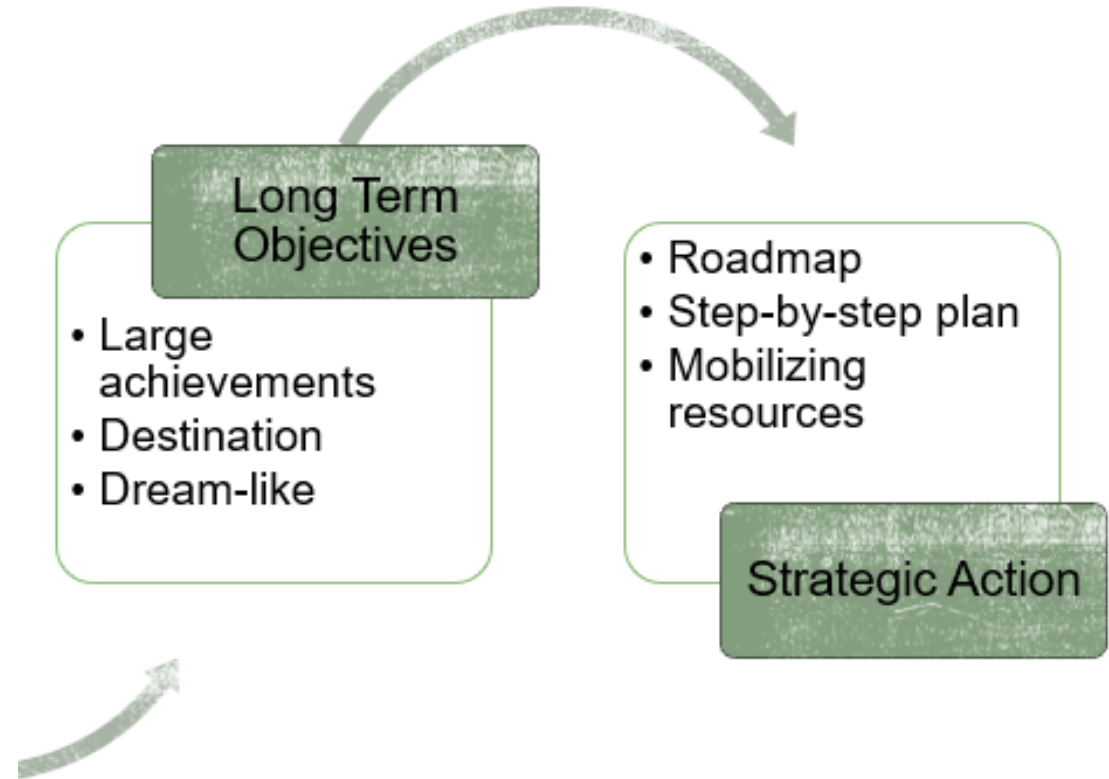 Long Term
Objectives
• Large
achievements
• Destination
• Dream-like
• Roadmap
• Step-by-step plan
• Mobilizing
resources
Strategic Action